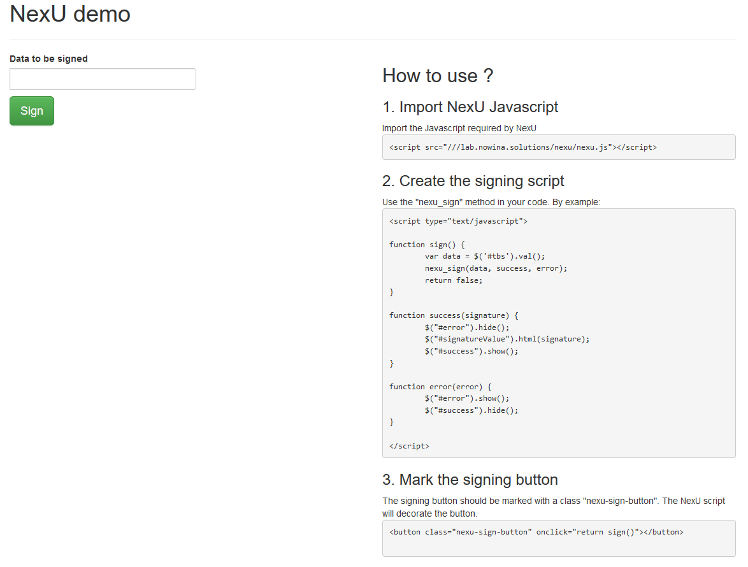 NexU demo
Data to be signed
Sign
How to use ?
1. Import NexU Javascript
Import the Javascript required by NexU
<script src="///lab.nowina.solutions/nexu/nexu.js"></script>
2. Create the signing script
Use the "nexu_sign" method in your code. By example:
<script type="text/javascript">
function sign() {
var data = $('#tbs').val();
nexu_sign(data, success, error);
return false;
}
function success(signature) {
$("#error").hide();
$("#signatureValue").html(signature);
$("#success").show();
}
function error(error) {
$("#error").show();
$("#success").hide();
}
</script>
3. Mark the signing button
The signing button should be marked with a class "nexu-sign-button". The NexU script
will decorate the button.
<button class="nexu-sign-button" onclick="return sign()"></button>